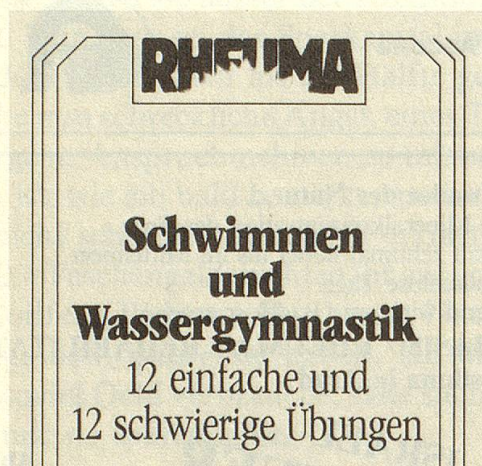 RHEUMA
Schwimmen
und
Wassergymnastik
12 einfache und
12 schwierige Übungen